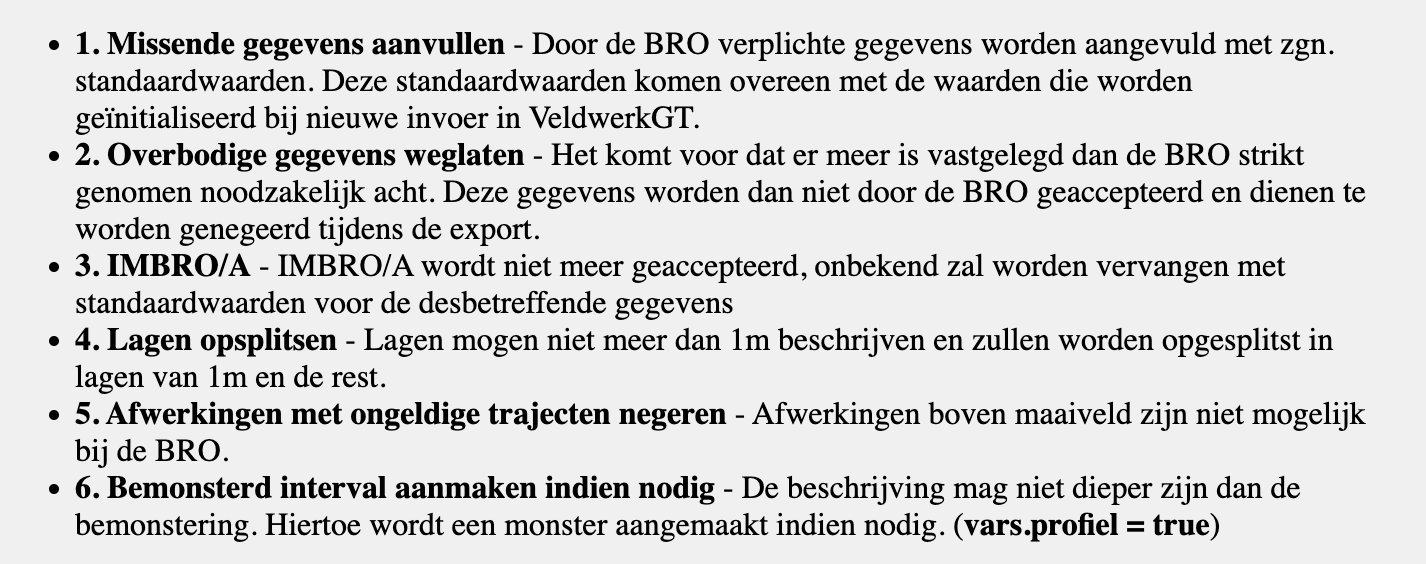 • 1. Missende gegevens aanvullen - Door de BRO verplichte gegevens worden aangevuld met zgn.
standaardwaarden. Deze standaardwaarden komen overeen met de waarden die worden
geïnitialiseerd bij nieuwe invoer in VeldwerkGT.
• 2. Overbodige gegevens weglaten - Het komt voor dat er meer is vastgelegd dan de BRO strikt
genomen noodzakelijk acht. Deze gegevens worden dan niet door de BRO geaccepteerd en dienen te
worden genegeerd tijdens de export.
• 3. IMBRO/A - IMBRO/A wordt niet meer geaccepteerd, onbekend zal worden vervangen met
standaardwaarden voor de desbetreffende gegevens
• 4. Lagen opsplitsen - Lagen mogen niet meer dan 1m beschrijven en zullen worden opgesplitst in
lagen van 1m en de rest.
• 5. Afwerkingen met ongeldige trajecten negeren - Afwerkingen boven maaiveld zijn niet mogelijk
bij de BRO.
• 6. Bemonsterd interval aanmaken indien nodig - De beschrijving mag niet dieper zijn dan de
bemonstering. Hiertoe wordt een monster aangemaakt indien nodig. (vars.profiel = true)